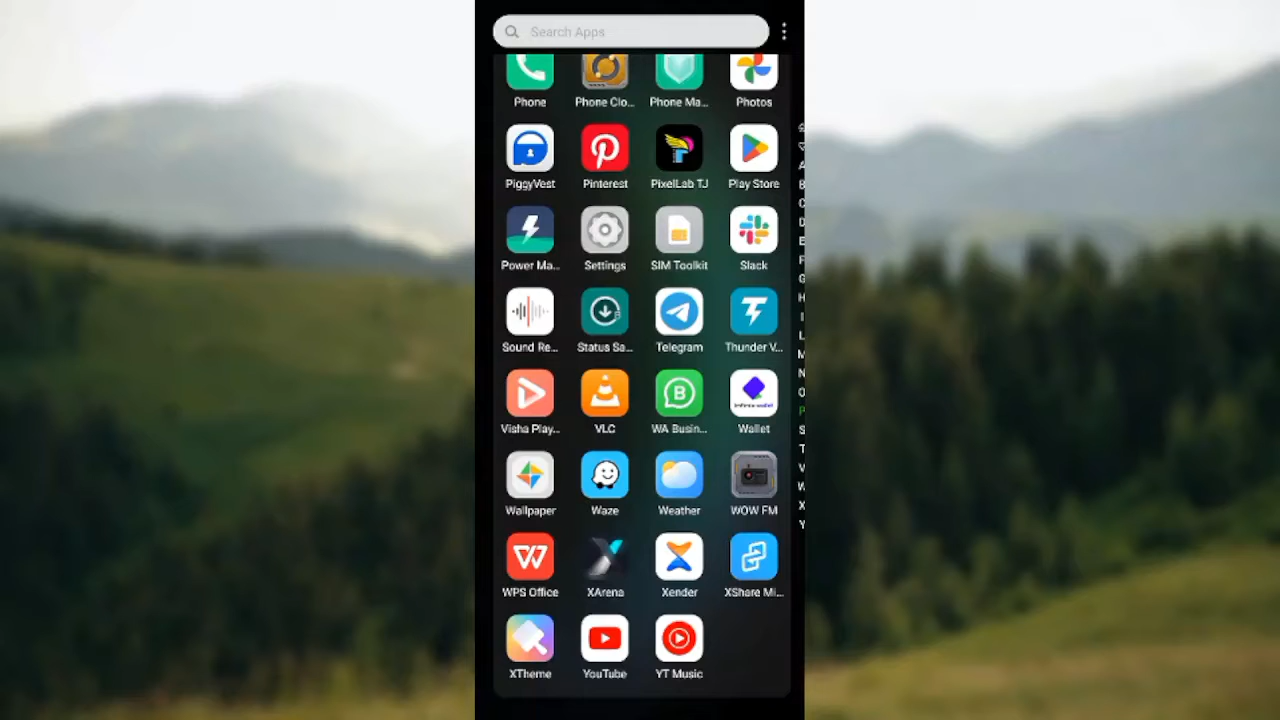 Search Apps
Phone Phone Clo... Phone Ma... Photos
PiggyVest Pinterest PixelLab TJ Play Store
Power Ma... Settings SIM Toolkit Slack
Sound Re... Status Sa... Telegram Thunder V...
Visha Play... VLC WA Busin... Wallet
Wallpaper Waze Weather WOW FM
WPS Office XArena Xender XShare Mi...
XTheme YouTube YT Music
A
B
C
D
E
F
G
H
I
L
M
N
O
P
S
T
V
W
X
Y